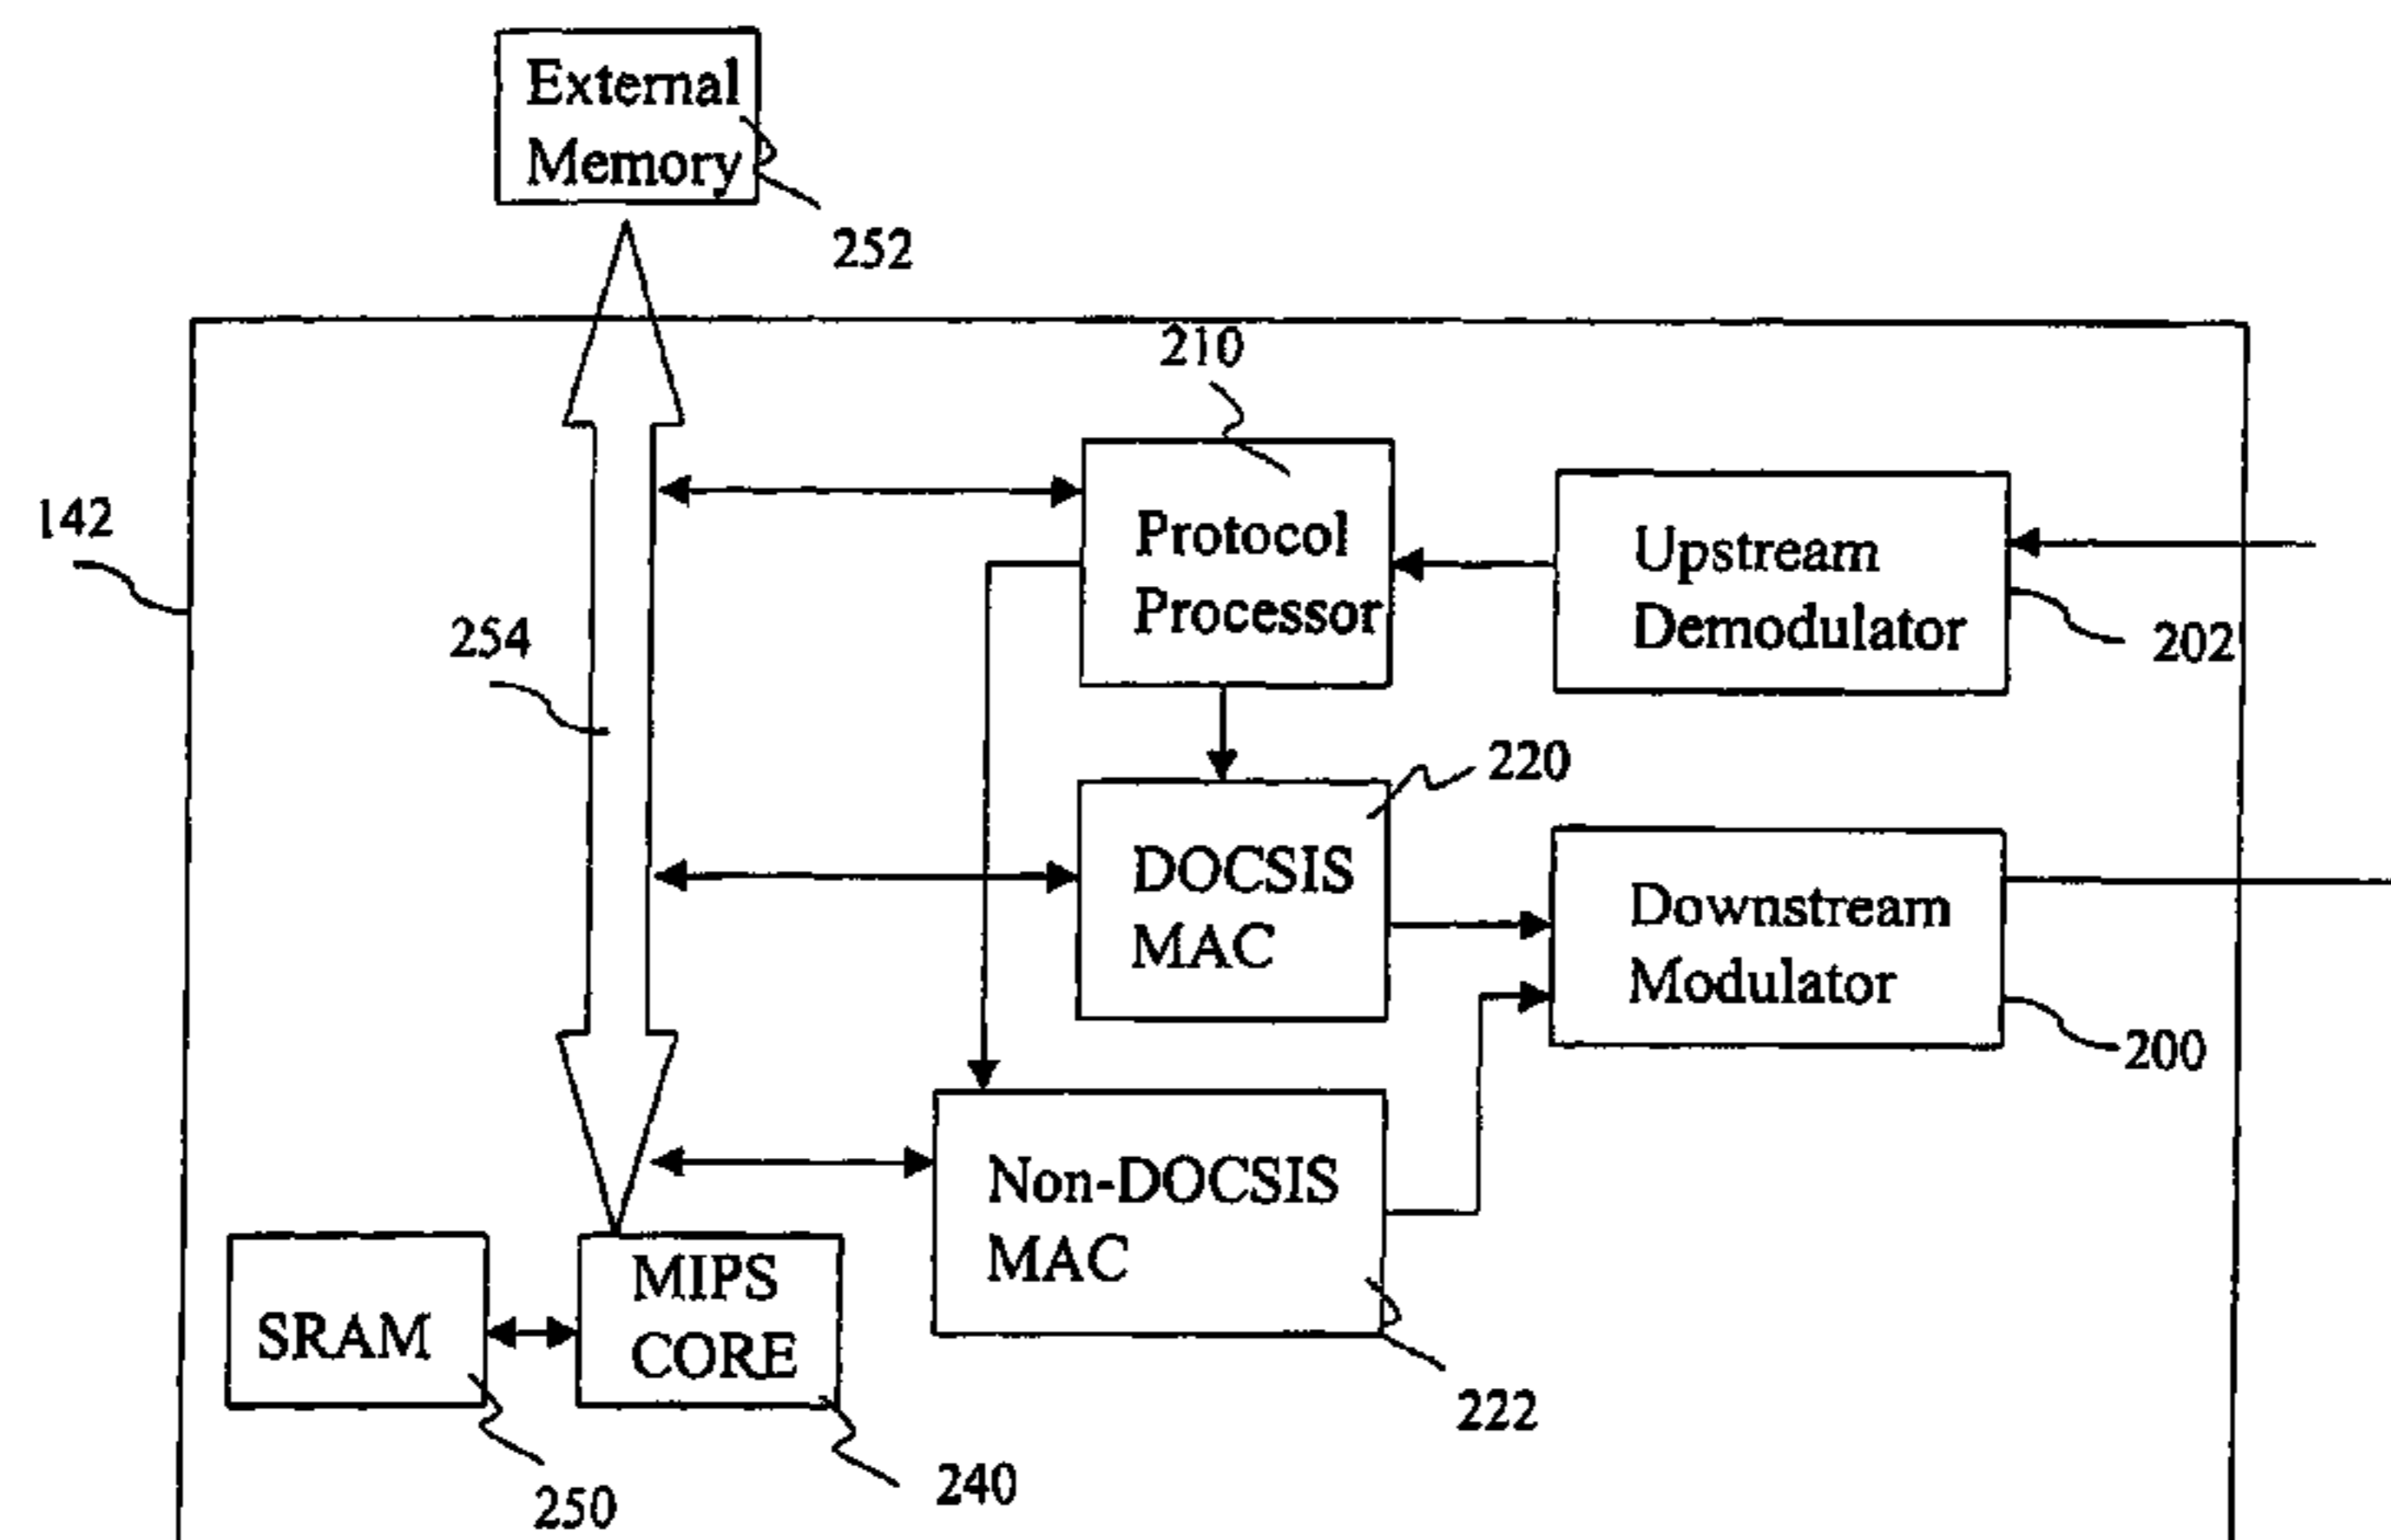 External
Memory
252
210
142
Protocol
Processor
Upstream
Demodulator
202
254
220
DOCSIS
MAC
Downstream
Modulator
200
Non-DOCSIS
MAC
222
SRAM
MIPS
CORE
250
240